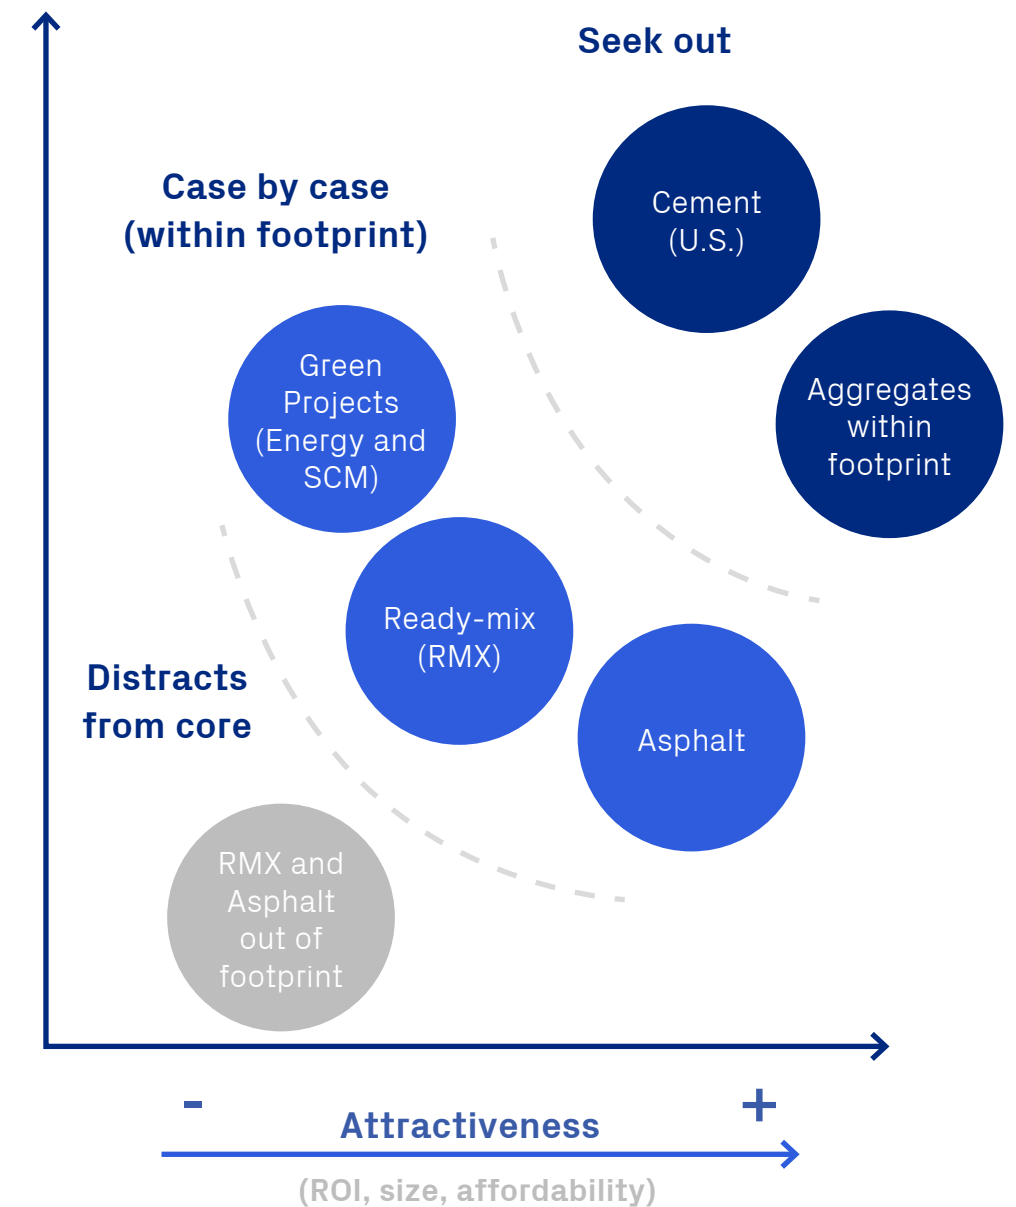 Seek out
Cement
(U.S.)
Case by case
(within footprint)
Green
Projects
(Energy and
SCM)
Aggregates
within
footprint
Ready-mix
(RMX)
Distracts
from core
Asphalt
RMX and
Asphalt
out of
footprint
- +
Attractiveness
(ROI, size, affordability)